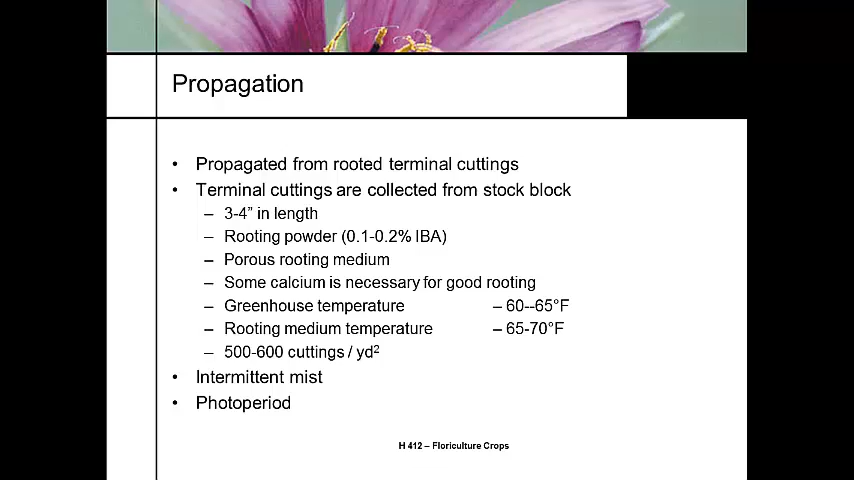 Propagation
• Propagated from rooted terminal cuttings
• Terminal cuttings are collected from stock block
– 3-4” in length
– Rooting powder (0.1-0.2% IBA)
– Porous rooting medium
– Some calcium is necessary for good rooting
– Greenhouse temperature – 60--65°F
– Rooting medium temperature – 65-70°F
– 500-600 cuttings / yd²
• Intermittent mist
• Photoperiod
H 412 – Floriculture Crops